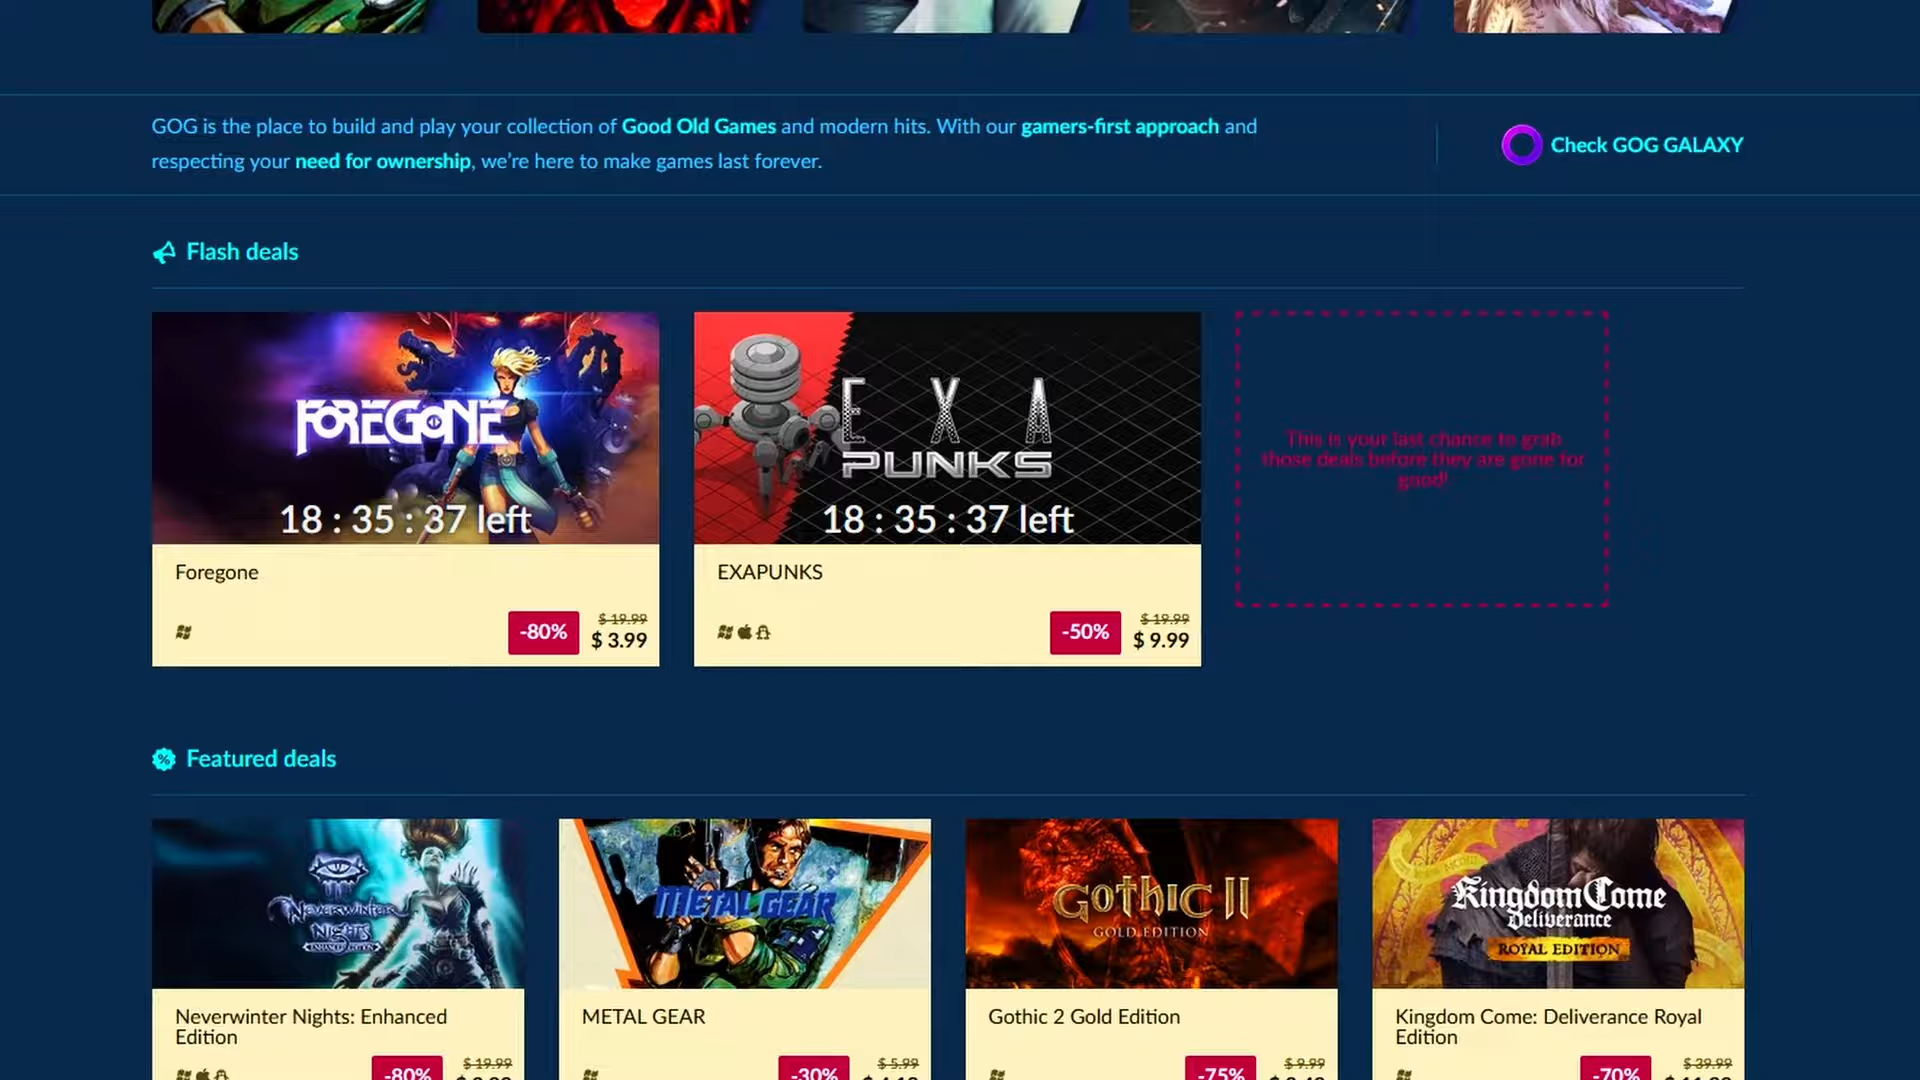 GOG is the place to build and play your collection of Good Old Games and modern hits. With our gamers-first approach and
respecting your need for ownership, we're here to make games last forever.
Check GOG GALAXY
Flash deals
FOREGONE
18 : 35 : 37 left
EXA
PUNKS
18 : 35 : 37 left
This is your last chance to grab
those deals before they are gone for
good!
Foregone
-80%
$ 19.99
$ 3.99
EXAPUNKS
-50%
$ 19.99
$ 9.99
Featured deals
NEVERWINTER
NIGHTS
ENHANCED EDITION
METAL GEAR
GOTHIC II
GOLD EDITION
Kingdom Come
Deliverance
ROYAL EDITION
Neverwinter Nights: Enhanced
Edition
-80%
$ 19.99
METAL GEAR
-30%
$ 5.99
Gothic 2 Gold Edition
-75%
$ 9.99
Kingdom Come: Deliverance Royal
Edition
-70%
$ 39.99